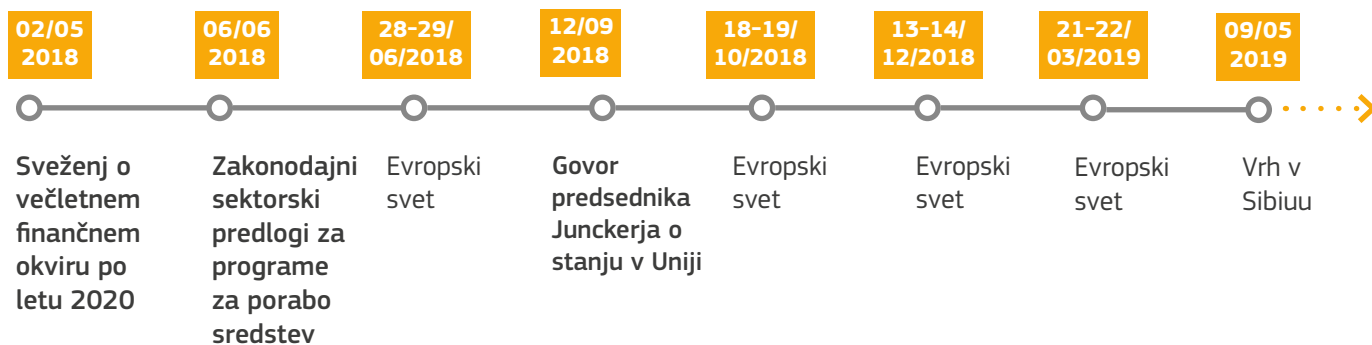 02/05
2018
06/06
2018
28-29/
06/2018
12/09
2018
18-19/
10/2018
13-14/
12/2018
21-22/
03/2019
09/05
2019
Sveženj o
večletnem
finančnem
okviru po
letu 2020
Zakonodajni
sektorski
predlogi za
programe
za porabo
sredstev
Evropski
svet
Govor
predsednika
Junckerja o
stanju v Uniji
Evropski
svet
Evropski
svet
Evropski
svet
Vrh v
Sibiuu